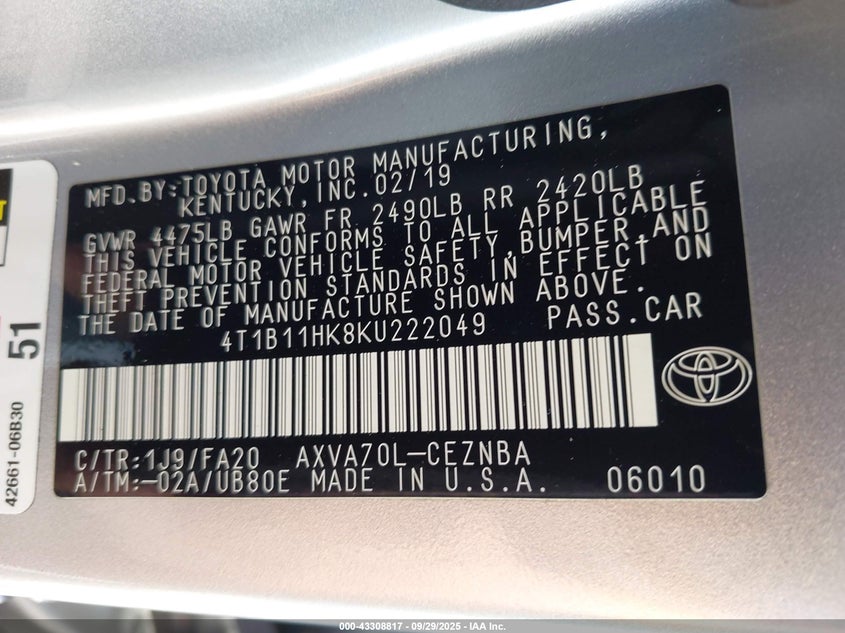 MFD.BY:TOYOTA MOTOR MANUFACTURING,
KENTUCKY,INC.02/19
GVWR 4475LB GAWR FR 2490LB RR 2420LB
THIS VEHICLE CONFORMS TO ALL APPLICABLE
FEDERAL MOTOR VEHICLE SAFETY,BUMPER,AND
THEFT PREVENTION STANDARDS IN EFFECT ON
THE DATE OF MANUFACTURE SHOWN ABOVE.
4T1B11HK8KU222049 PASS.CAR
C/TR:1J9/FA20 AXVA70L-CEZNBA
A/TM:-02A/UB80E MADE IN U.S.A. 06010
51
42661-06B30
000-43308817 - 09/29/2025 - IAA Inc.